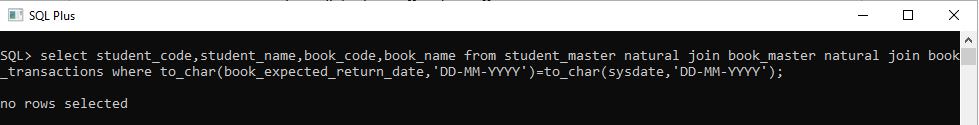 SQL Plus
SQL> select student_code,student_name,book_code,book_name from student_master natural join book_master natural join book
_transactions where to_char(book_expected_return_date,'DD-MM-YYYY')=to_char(sysdate,'DD-MM-YYYY');
no rows selected